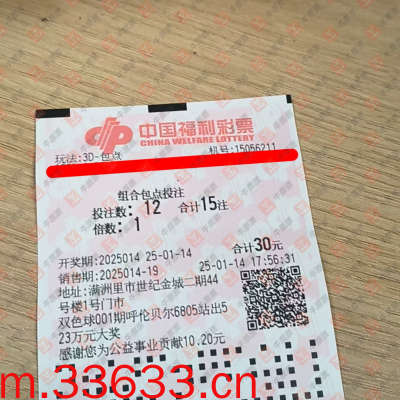 中国福利彩票
CHINA WELFARE LOTTERY
玩法:3D-包点 机号:15056211
组合包点投注
投注数: 12 合计15注
倍数: 1
开奖期:2025014 25-01-14 合计30元
销售期:2025014-19 25-01-14 17:56:31
地址:满洲里市世纪金城二期44
号楼1号门市
双色球001期呼伦贝尔6805站出5
23万元大奖
感谢您为公益事业贡献10.20元
m.33633.cn